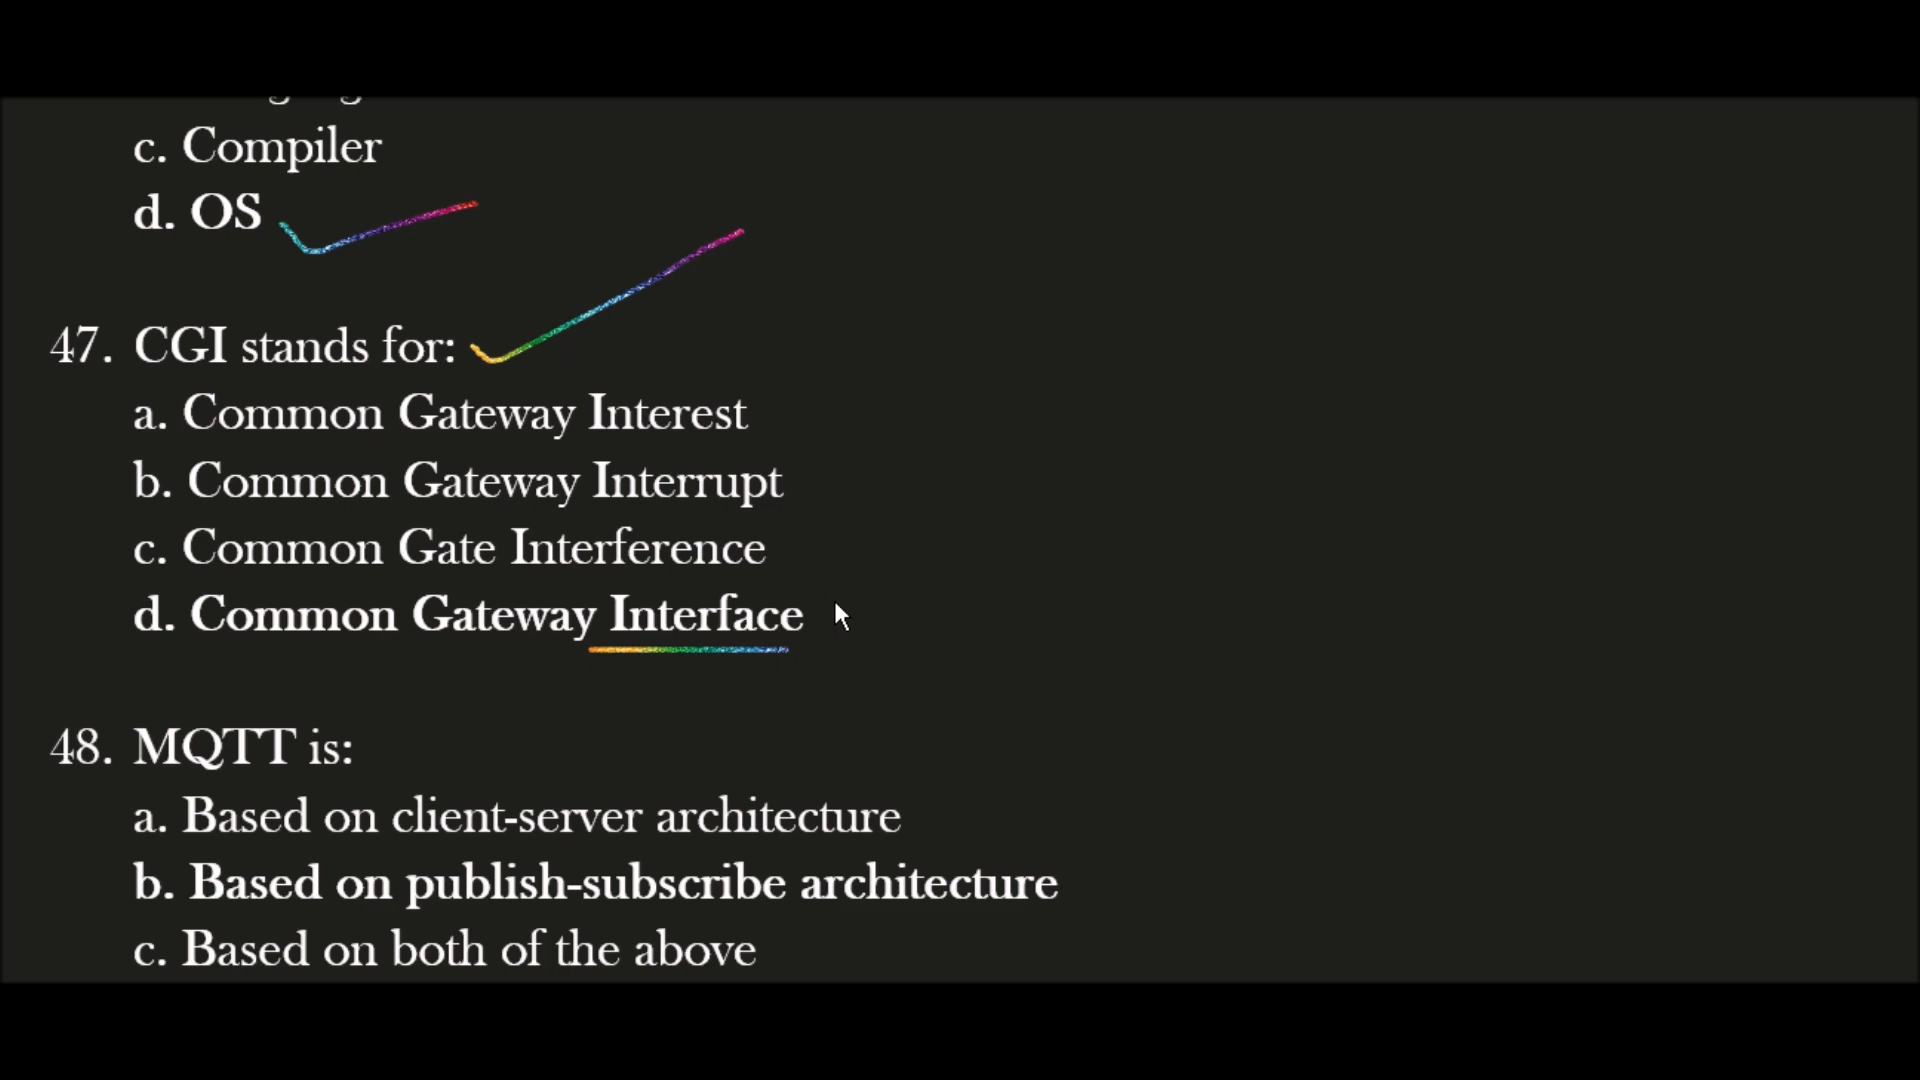 c. Compiler
d. OS
47. CGI stands for:
a. Common Gateway Interest
b. Common Gateway Interrupt
c. Common Gate Interference
d. Common Gateway Interface
48. MQTT is:
a. Based on client-server architecture
b. Based on publish-subscribe architecture
c. Based on both of the above